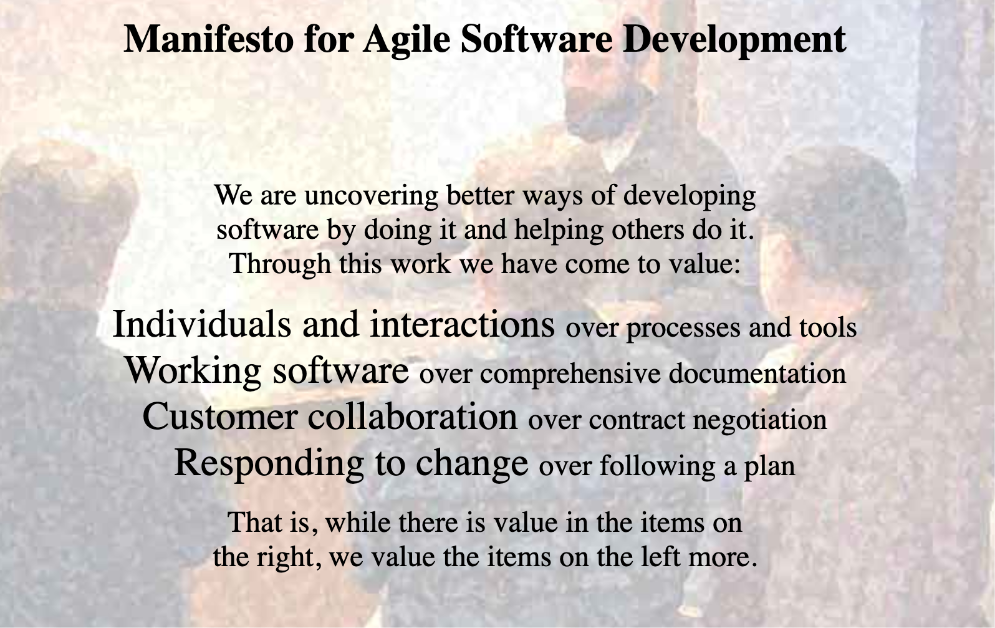 Manifesto for Agile Software Development
We are uncovering better ways of developing
software by doing it and helping others do it.
Through this work we have come to value:
Individuals and interactions over processes and tools
Working software over comprehensive documentation
Customer collaboration over contract negotiation
Responding to change over following a plan
That is, while there is value in the items on
the right, we value the items on the left more.